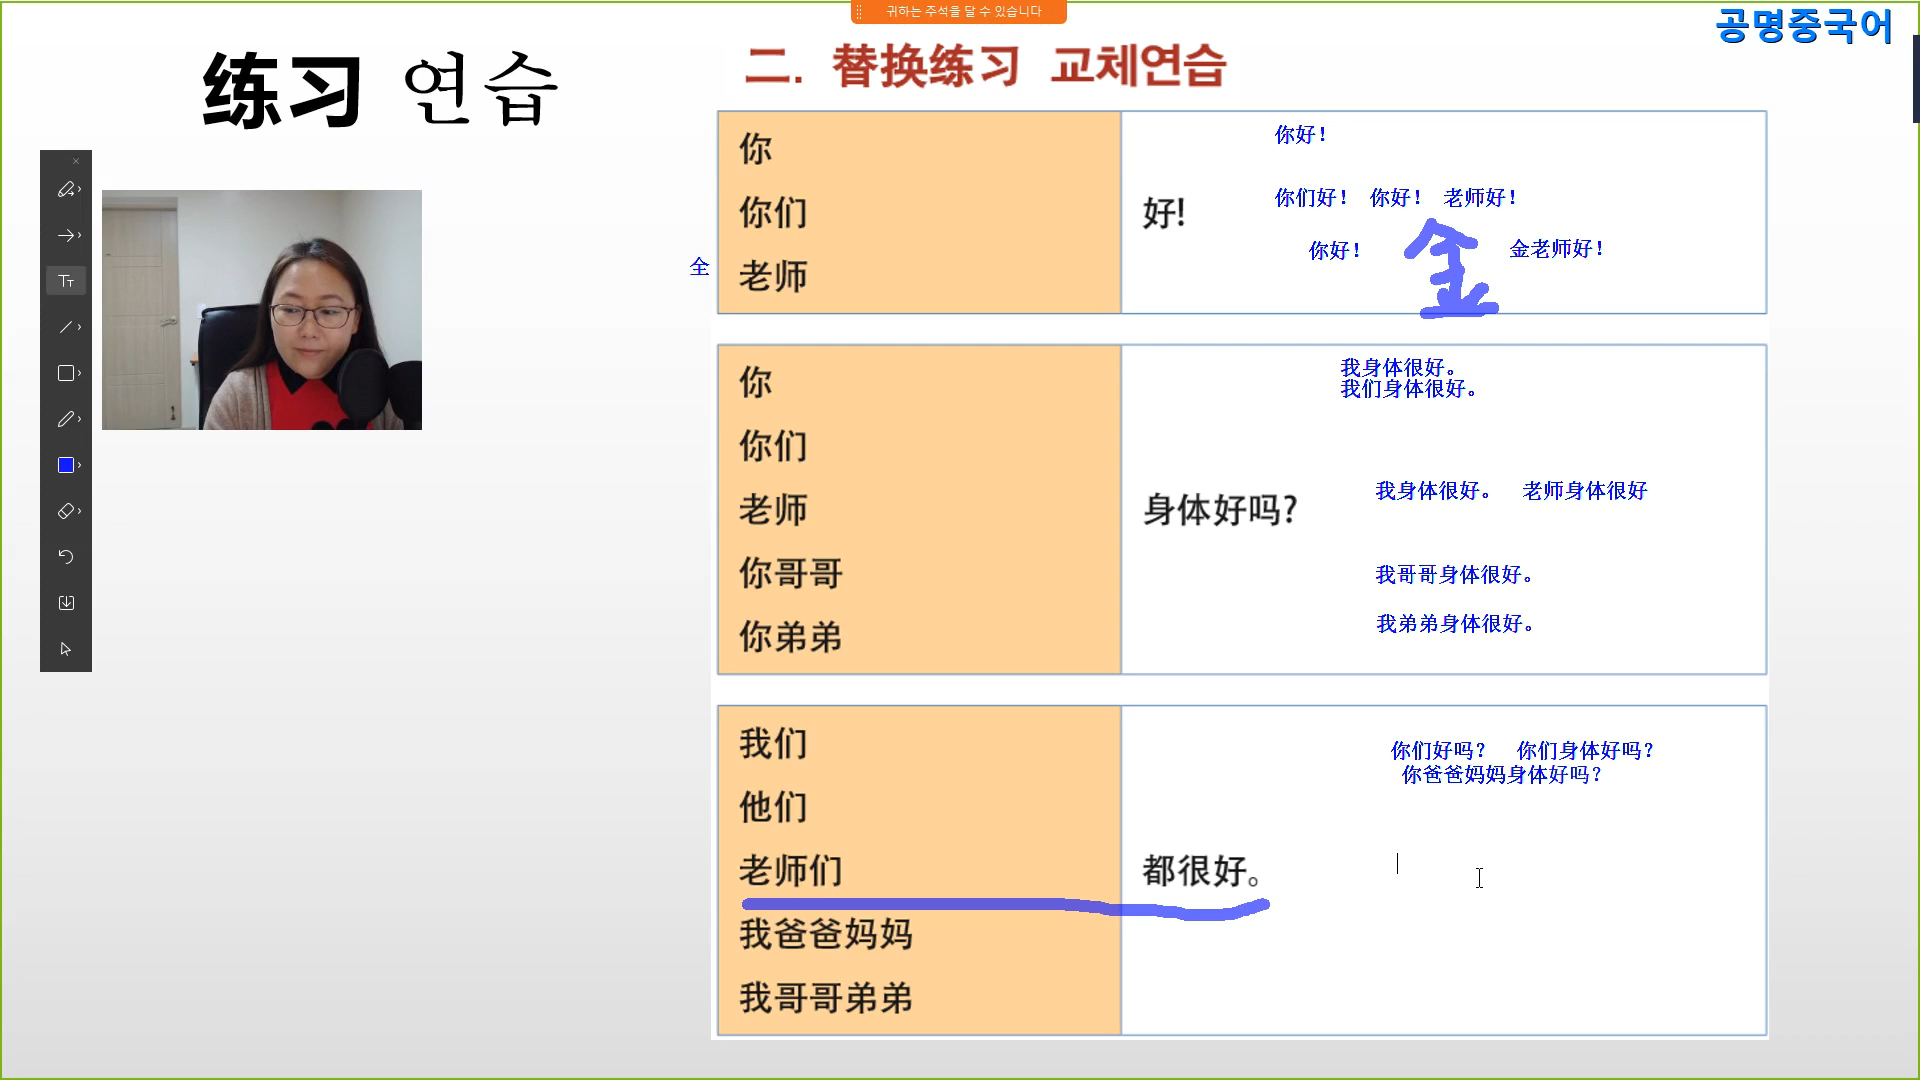 귀하는 주석을 달 수 있습니다
공명중국어
练习 연습
二. 替换练习 교체연습
你
你们
老师
好!
你好！
你们好！ 你好！ 老师好！
你好！
金
金老师好！
全
你
你们
老师
你哥哥
你弟弟
身体好吗?
我身体很好。
我们身体很好。
我身体很好。 老师身体很好
我哥哥身体很好。
我弟弟身体很好。
我们
他们
老师们
我爸爸妈妈
我哥哥弟弟
都很好。
你们好吗？ 你们身体好吗？
你爸爸妈妈身体好吗？